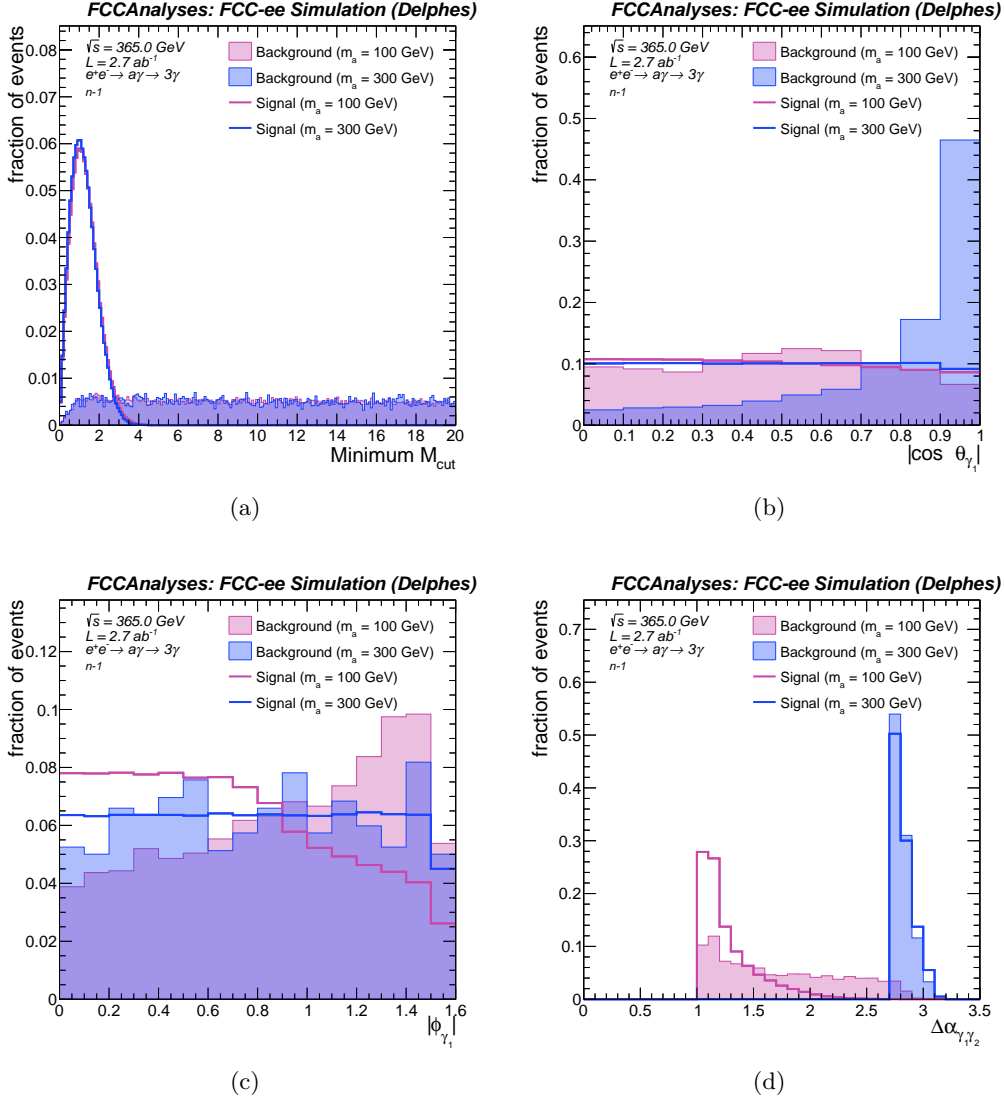 FCCAnalyses: FCC-ee Simulation (Delphes)
√s = 365.0 GeV
L = 2.7 ab⁻¹
e⁺e⁻→ aγ → 3γ
n-1
Background (mₐ = 100 GeV)
Background (mₐ = 300 GeV)
Signal (mₐ = 100 GeV)
Signal (mₐ = 300 GeV)
fraction of events
0.08
0.06
0.04
0.02
0
0 2 4 6 8 10 12 14 16 18 20
Minimum M_cut
(a)
FCCAnalyses: FCC-ee Simulation (Delphes)
√s = 365.0 GeV
L = 2.7 ab⁻¹
e⁺e⁻→ aγ → 3γ
n-1
Background (mₐ = 100 GeV)
Background (mₐ = 300 GeV)
Signal (mₐ = 100 GeV)
Signal (mₐ = 300 GeV)
fraction of events
0.6
0.5
0.4
0.3
0.2
0.1
0
0 0.1 0.2 0.3 0.4 0.5 0.6 0.7 0.8 0.9 1
|cos θ_γ₁|
(b)
FCCAnalyses: FCC-ee Simulation (Delphes)
√s = 365.0 GeV
L = 2.7 ab⁻¹
e⁺e⁻→ aγ → 3γ
n-1
Background (mₐ = 100 GeV)
Background (mₐ = 300 GeV)
Signal (mₐ = 100 GeV)
Signal (mₐ = 300 GeV)
fraction of events
0.12
0.1
0.08
0.06
0.04
0.02
0
0 0.2 0.4 0.6 0.8 1 1.2 1.4 1.6
|ϕ_γ₁|
(c)
FCCAnalyses: FCC-ee Simulation (Delphes)
√s = 365.0 GeV
L = 2.7 ab⁻¹
e⁺e⁻→ aγ → 3γ
n-1
Background (mₐ = 100 GeV)
Background (mₐ = 300 GeV)
Signal (mₐ = 100 GeV)
Signal (mₐ = 300 GeV)
fraction of events
0.7
0.6
0.5
0.4
0.3
0.2
0.1
0
0 0.5 1 1.5 2 2.5 3 3.5
Δα_γ₁γ₂
(d)